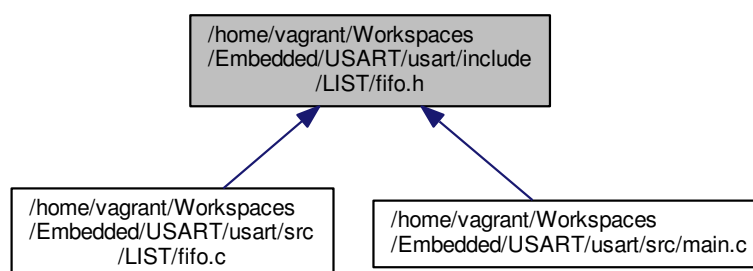 /home/vagrant/Workspaces
/Embedded/USART/usart/include
/LIST/fifo.h
/home/vagrant/Workspaces
/Embedded/USART/usart/src
/LIST/fifo.c
/home/vagrant/Workspaces
/Embedded/USART/usart/src/main.c